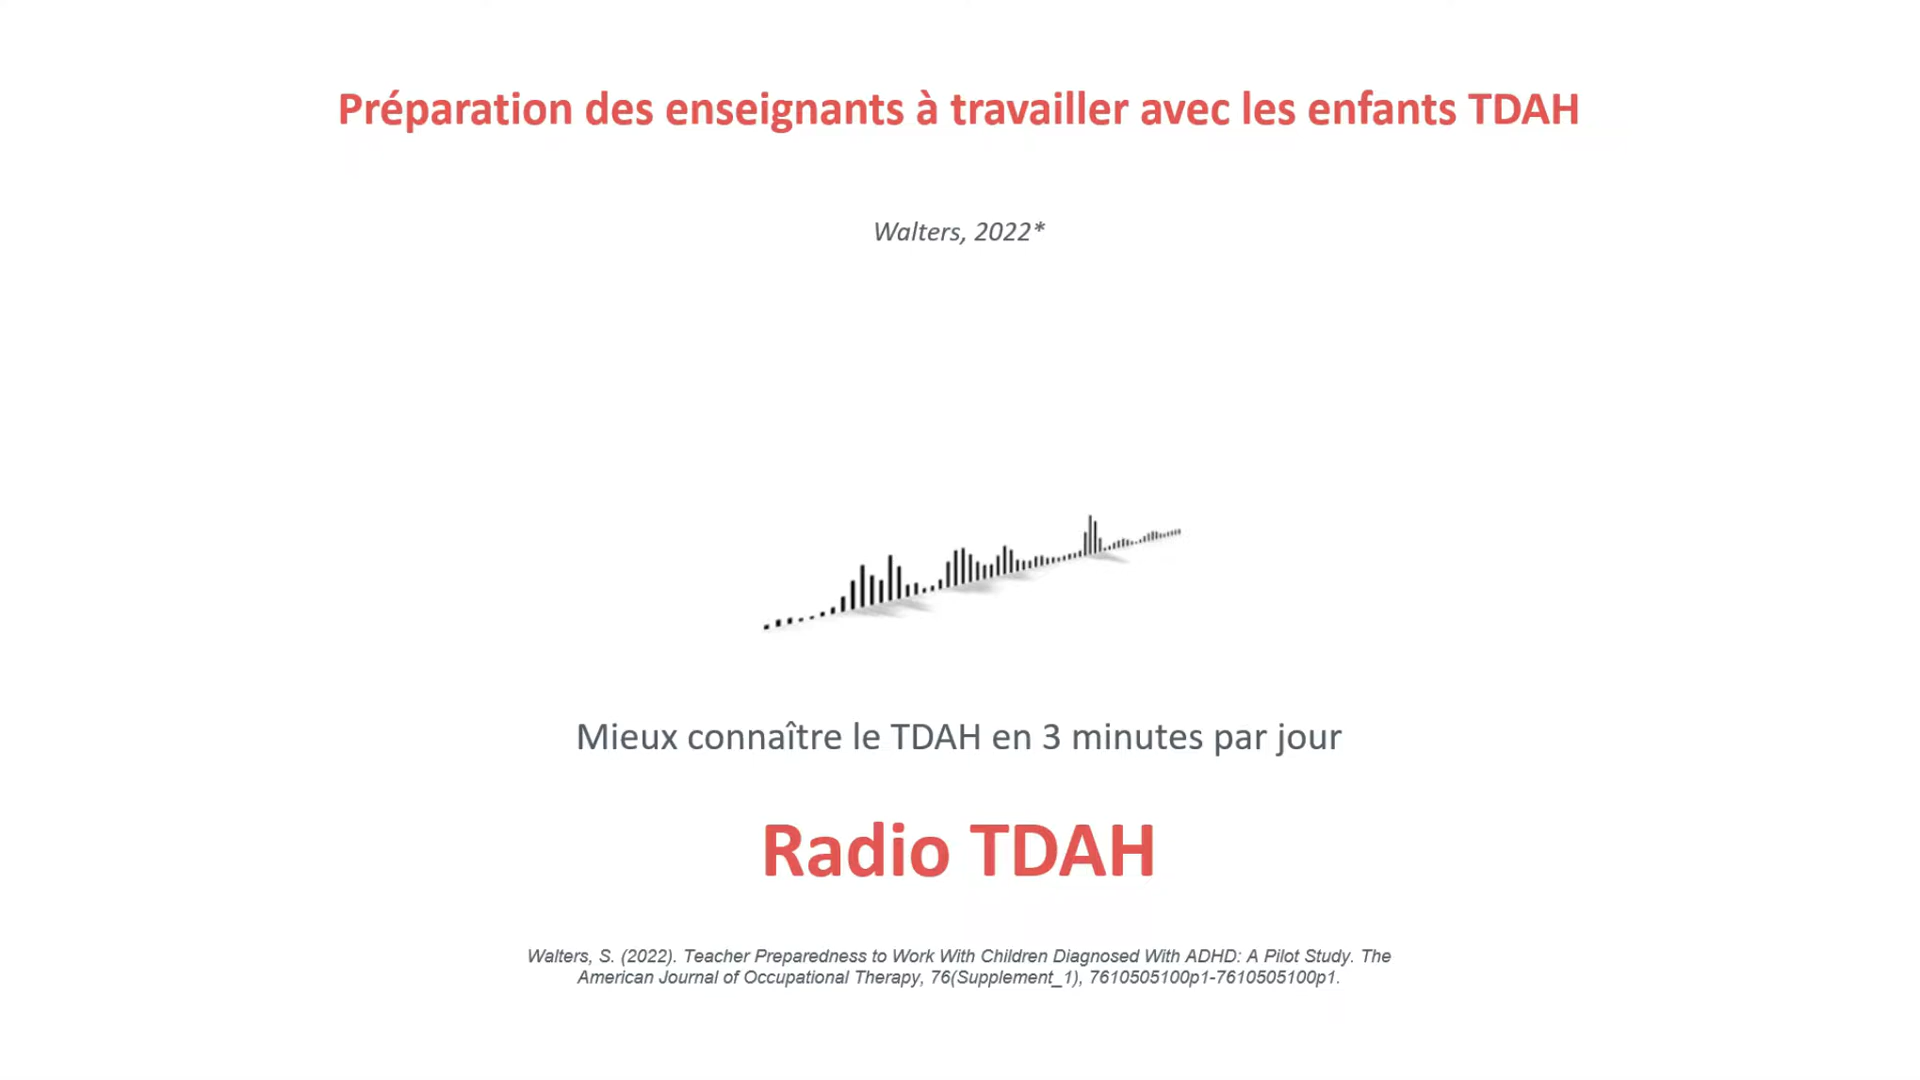 Préparation des enseignants à travailler avec les enfants TDAH
Walters, 2022*
Mieux connaître le TDAH en 3 minutes par jour
Radio TDAH
Walters, S. (2022). Teacher Preparedness to Work With Children Diagnosed With ADHD: A Pilot Study. The
American Journal of Occupational Therapy, 76(Supplement_1), 7610505100p1-7610505100p1.